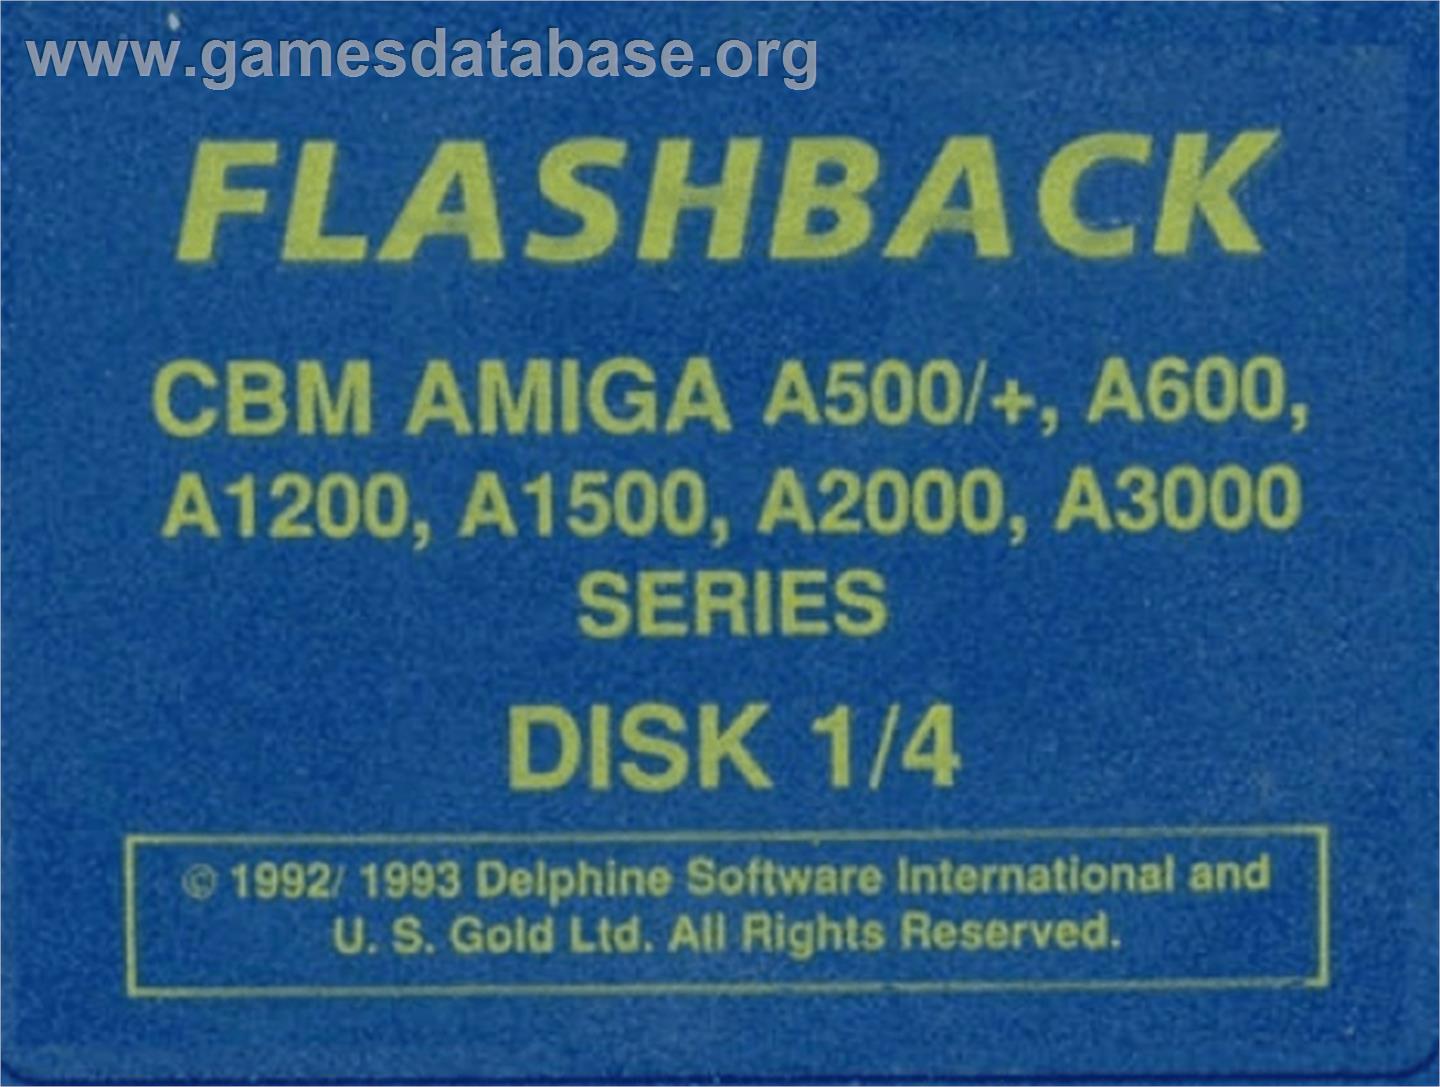 www.gamesdatabase.org
FLASHBACK
CBM AMIGA A500/+, A600,
A1200, A1500, A2000, A3000
SERIES
DISK 1/4
© 1992/ 1993 Delphine Software International and
U. S. Gold Ltd. All Rights Reserved.